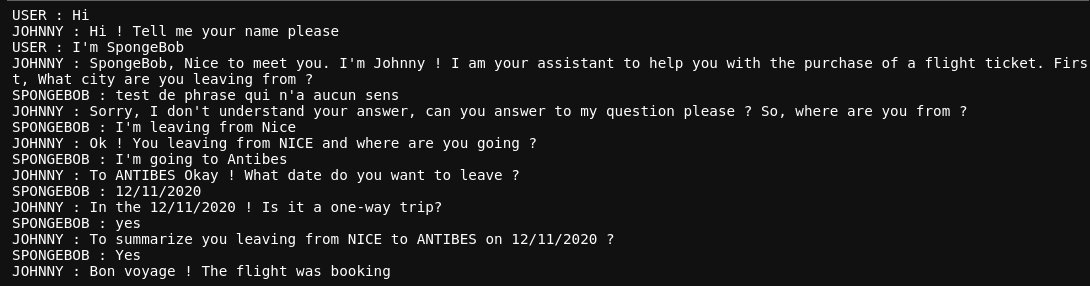 USER : Hi
JOHNNY : Hi ! Tell me your name please
USER : I'm SpongeBob
JOHNNY : SpongeBob, Nice to meet you. I'm Johnny ! I am your assistant to help you with the purchase of a flight ticket. Firs
t, What city are you leaving from ?
SPONGEBOB : test de phrase qui n'a aucun sens
JOHNNY : Sorry, I don't understand your answer, can you answer to my question please ? So, where are you from ?
SPONGEBOB : I'm leaving from Nice
JOHNNY : Ok ! You leaving from NICE and where are you going ?
SPONGEBOB : I'm going to Antibes
JOHNNY : To ANTIBES Okay ! What date do you want to leave ?
SPONGEBOB : 12/11/2020
JOHNNY : In the 12/11/2020 ! Is it a one-way trip?
SPONGEBOB : yes
JOHNNY : To summarize you leaving from NICE to ANTIBES on 12/11/2020 ?
SPONGEBOB : Yes
JOHNNY : Bon voyage ! The flight was booking